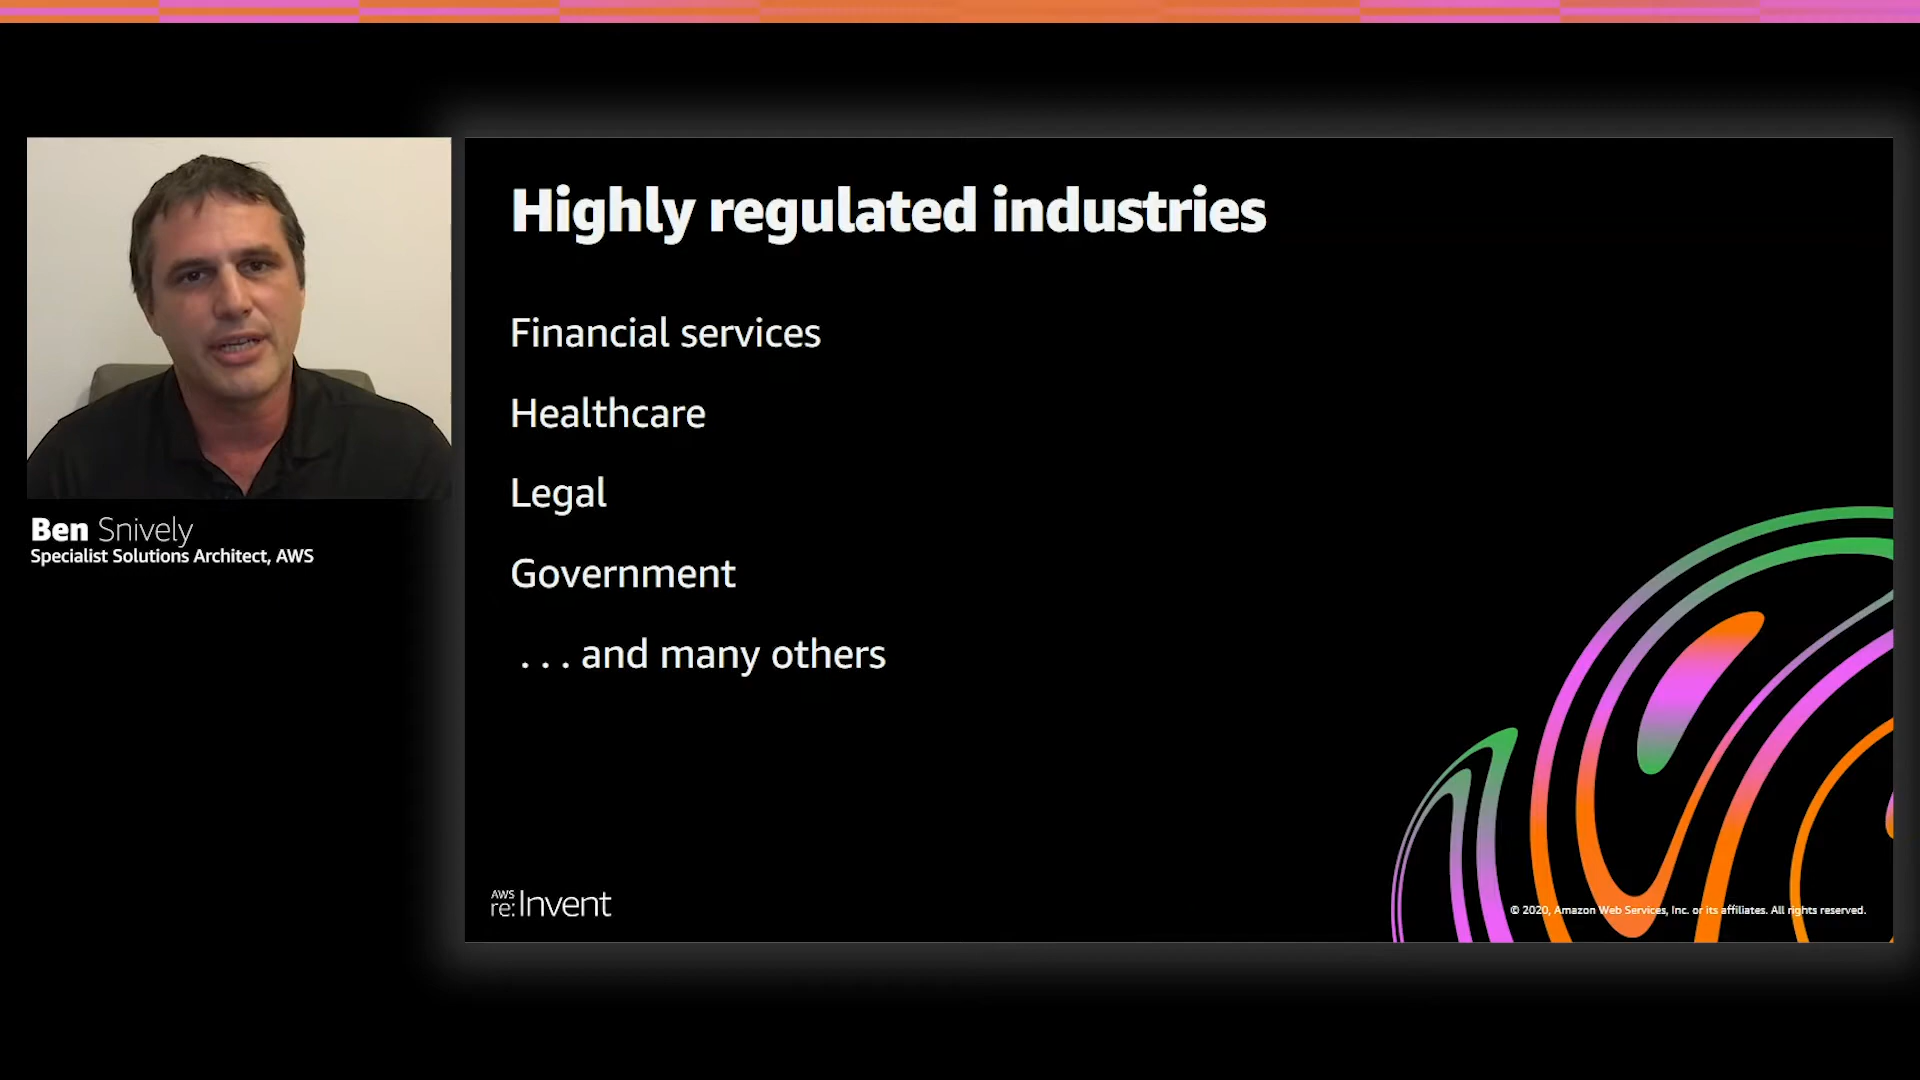 Ben Snively
Specialist Solutions Architect, AWS
Highly regulated industries
Financial services
Healthcare
Legal
Government
. . . and many others
AWS
re:Invent
© 2020, Amazon Web Services, Inc. or its affiliates. All rights reserved.